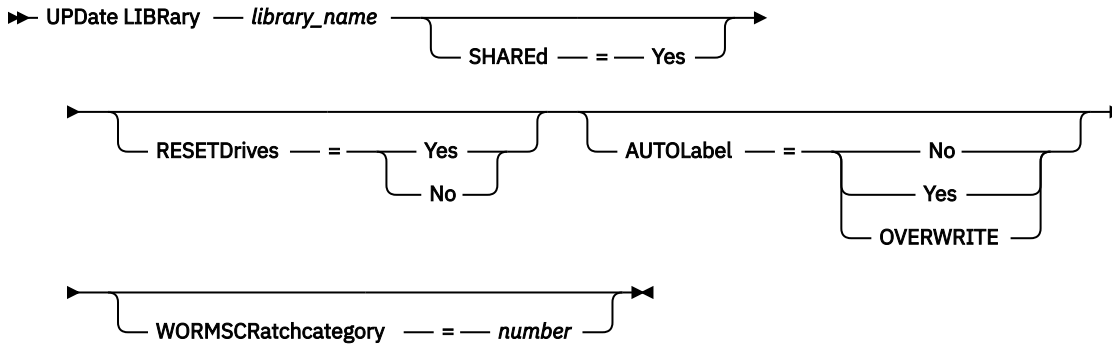 UPDate LIBRary library_name
SHAREd = Yes
RESETDrives = Yes
No
AUTOLabel = No
Yes
OVERWRITE
WORMSCRatchcategory = number